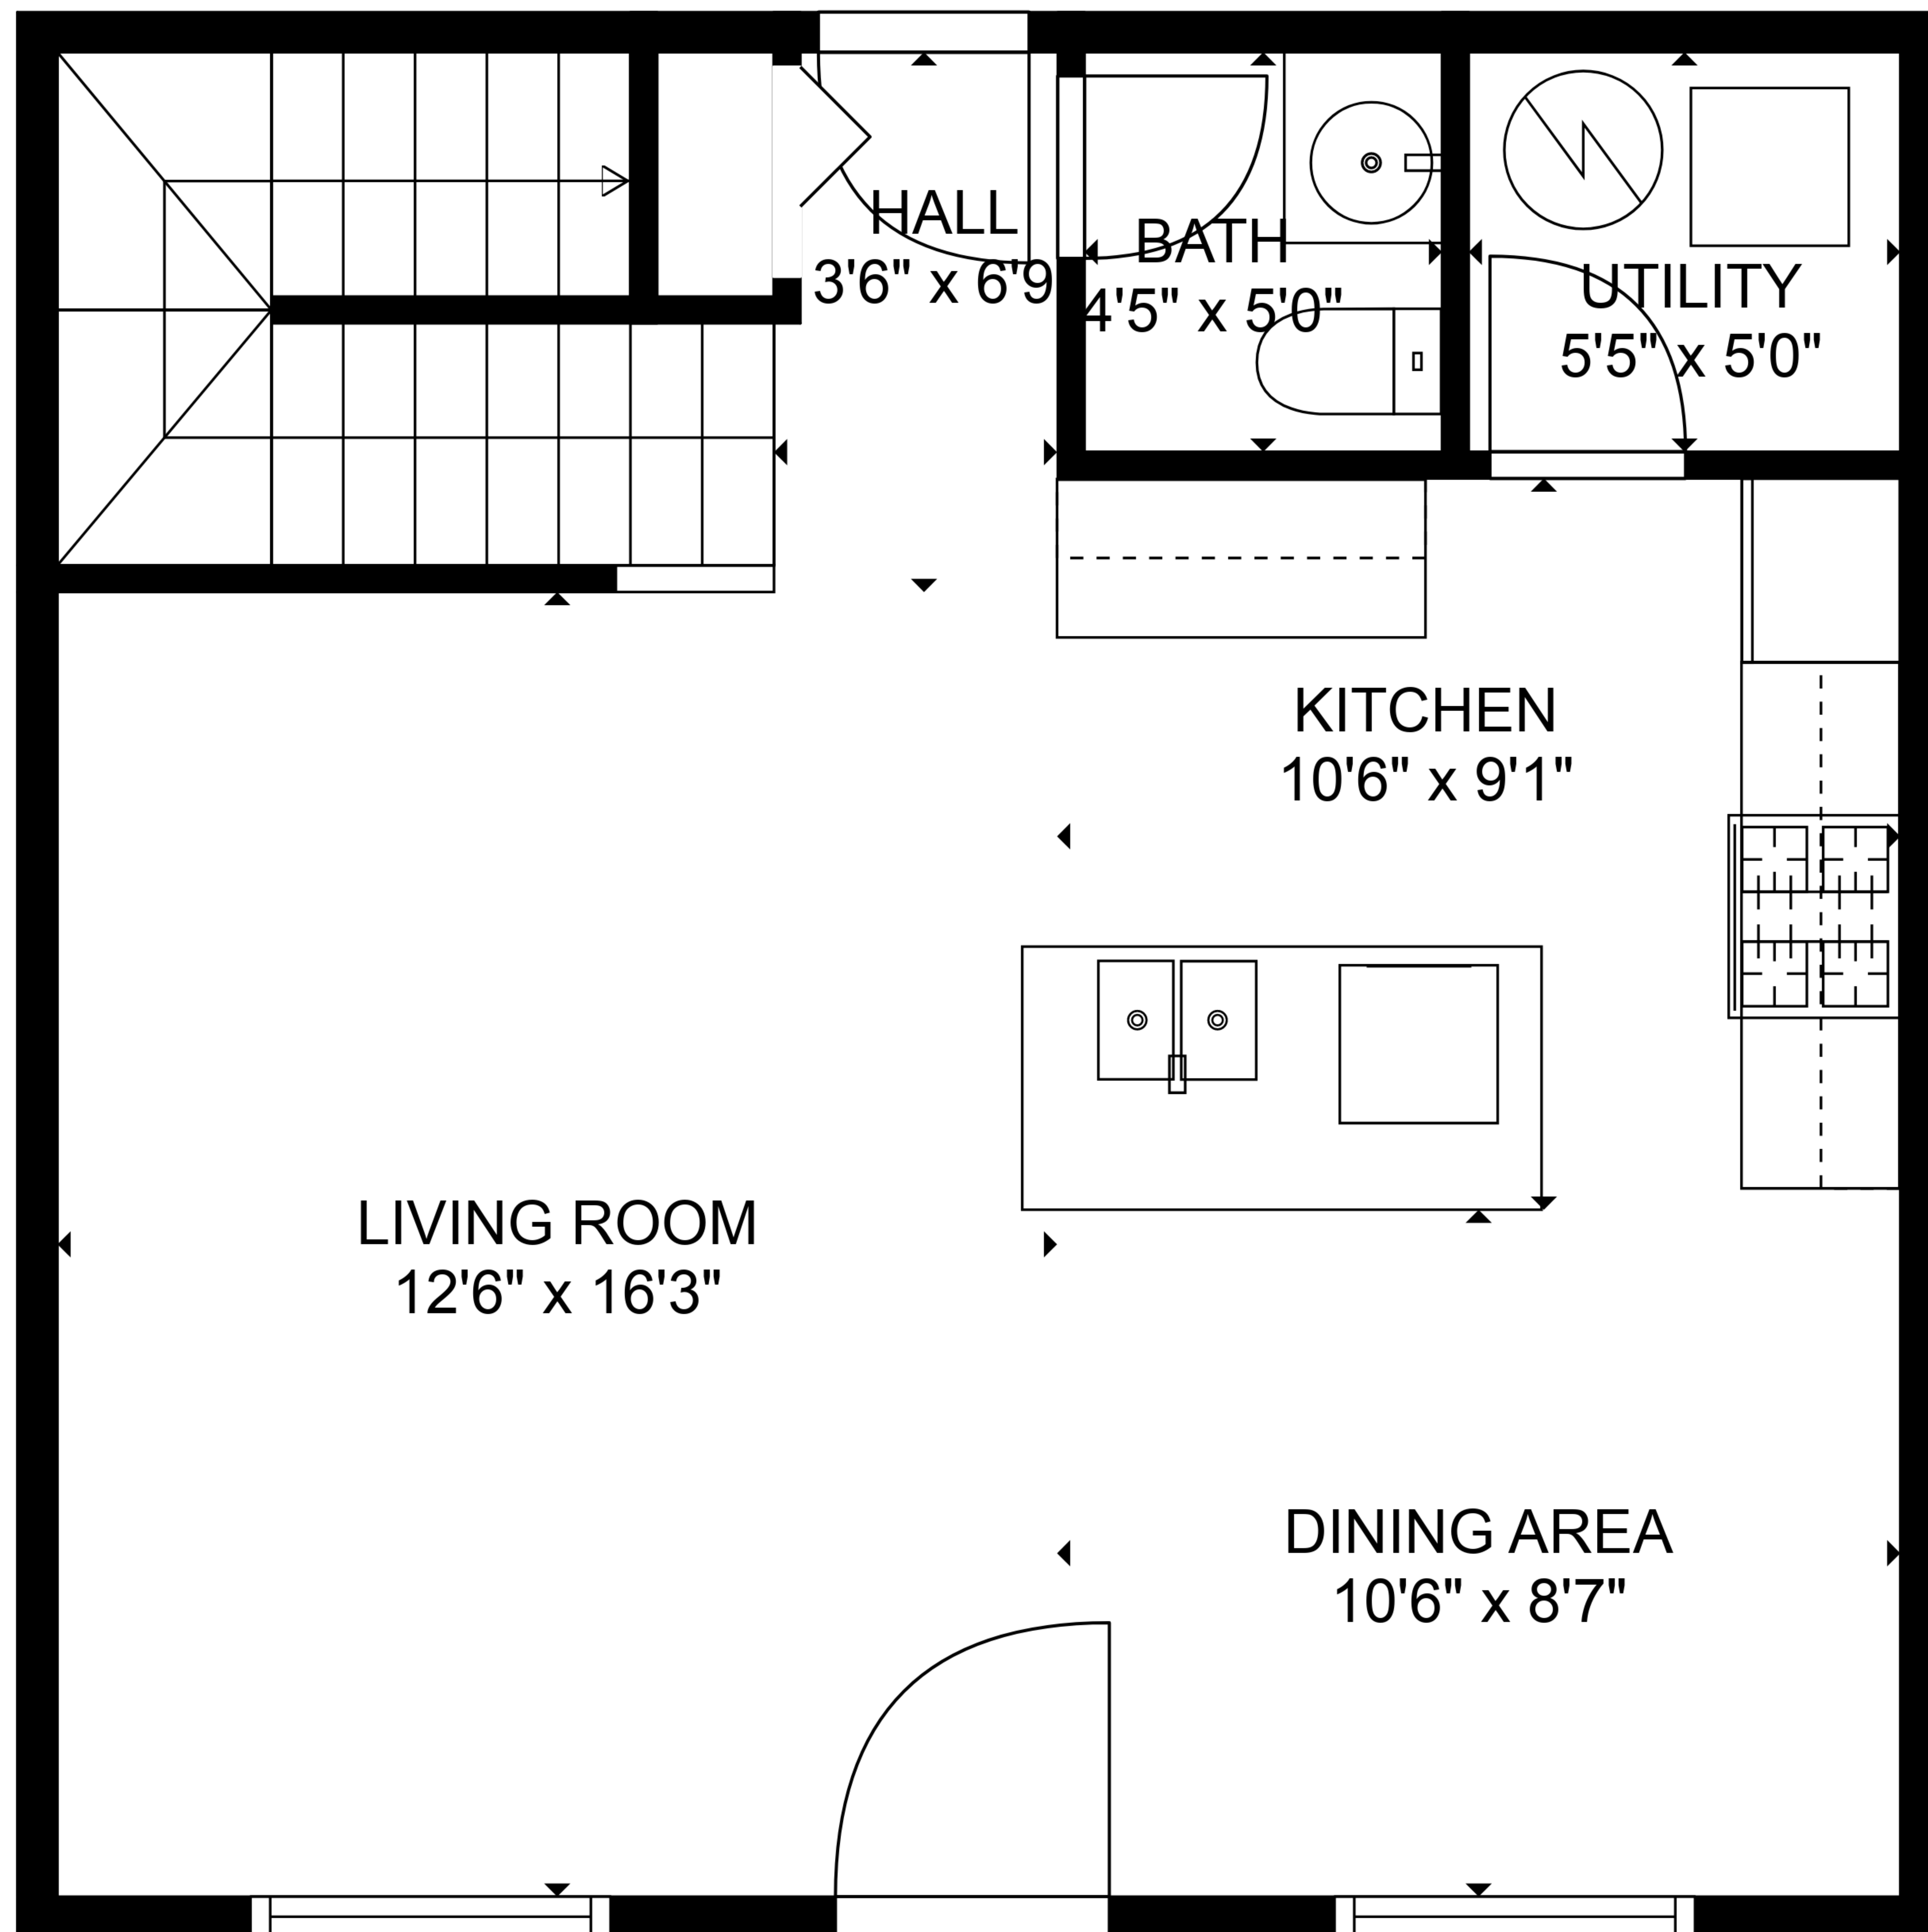 HALL
3'6" x 6'9
BATH
4'5" x 5'0"
UTILITY
5'5" x 5'0"
KITCHEN
10'6" x 9'1"
LIVING ROOM
12'6" x 16'3"
DINING AREA
10'6" x 8'7"